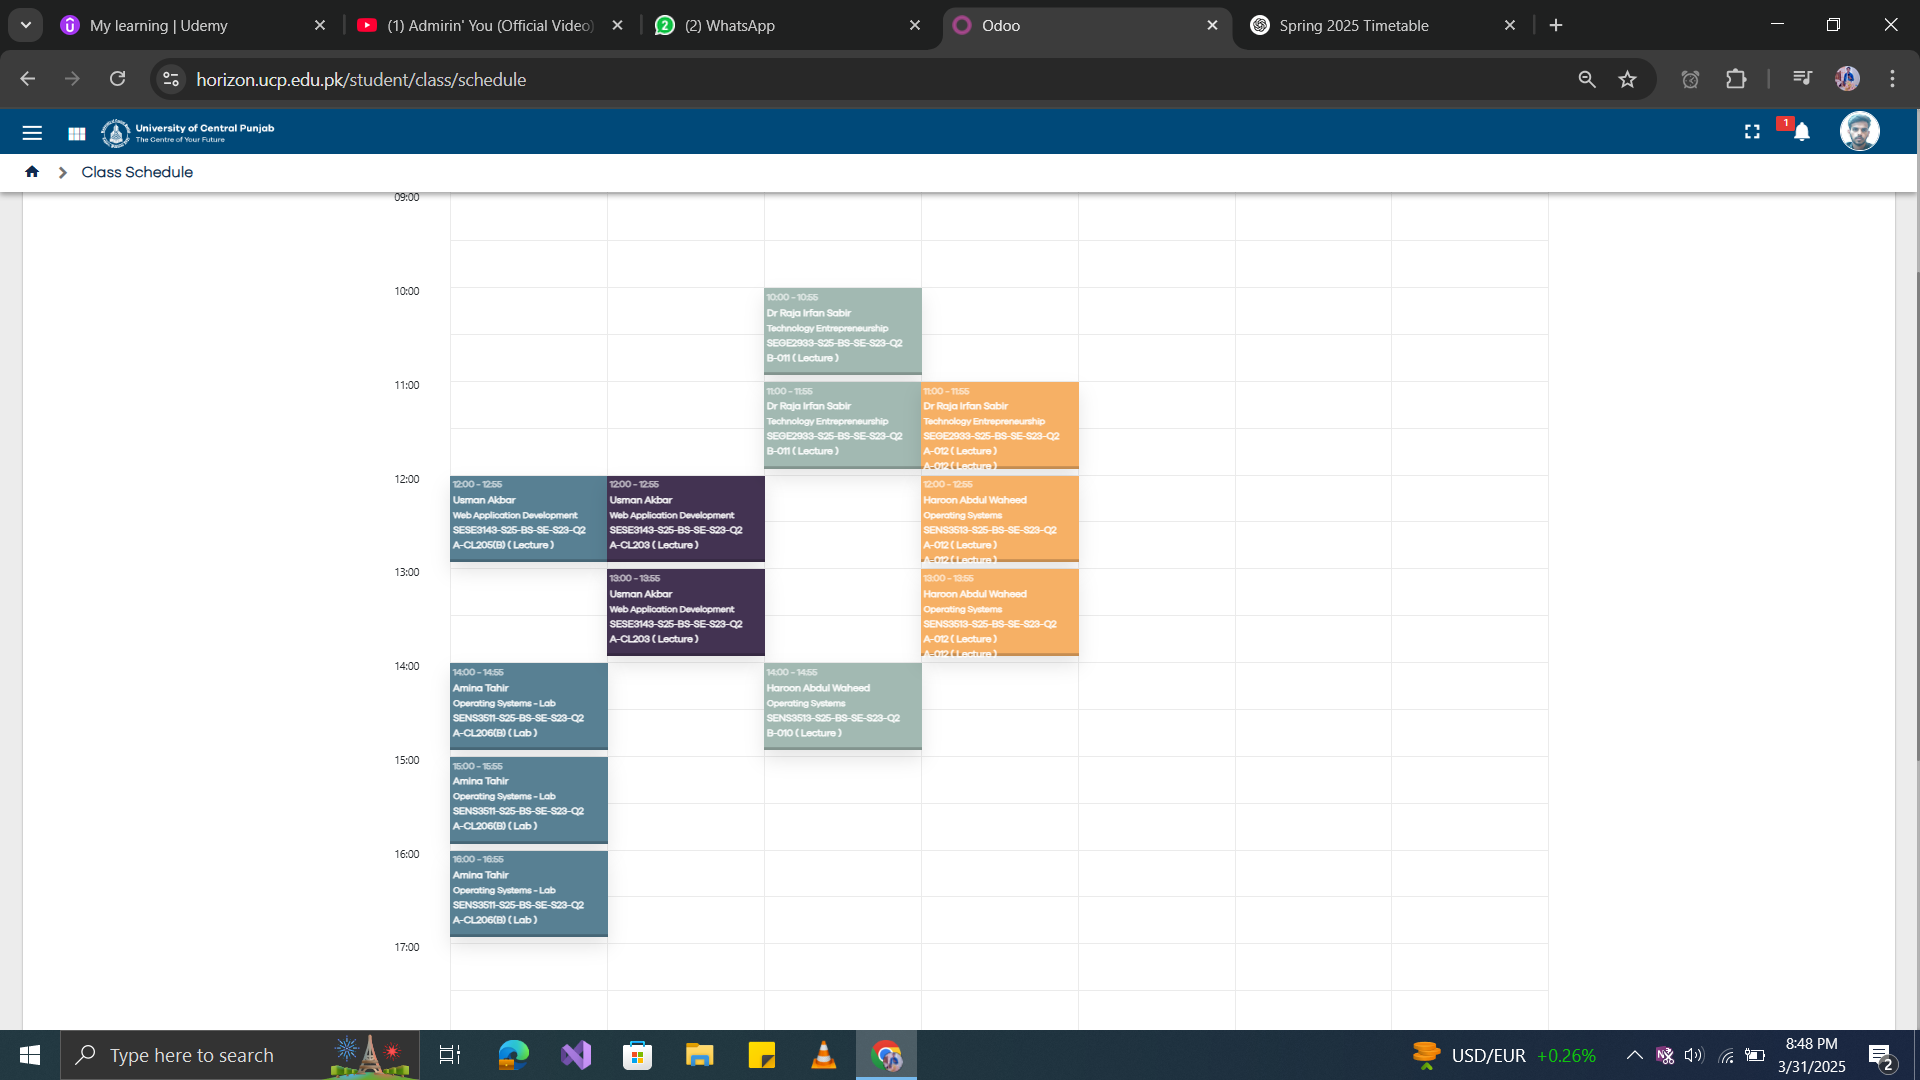 My learning | Udemy
(1) Admirin' You (Official Video)
(2) WhatsApp
Odoo
Spring 2025 Timetable
horizon.ucp.edu.pk/student/class/schedule
University of Central Punjab
The Centre of Your Future
1
Class Schedule
09:00
10:00
10:00 - 10:55
Dr Raja Irfan Sabir
Technology Entrepreneurship
SEGE2933-S25-BS-SE-S23-Q2
B-011 ( Lecture )
11:00
11:00 - 11:55
Dr Raja Irfan Sabir
Technology Entrepreneurship
SEGE2933-S25-BS-SE-S23-Q2
B-011 ( Lecture )
11:00 - 11:55
Dr Raja Irfan Sabir
Technology Entrepreneurship
SEGE2933-S25-BS-SE-S23-Q2
A-012 ( Lecture )
A-012 ( Lecture )
12:00
12:00 - 12:55
Usman Akbar
Web Application Development
SESE3143-S25-BS-SE-S23-Q2
A-CL205(B) ( Lecture )
12:00 - 12:55
Usman Akbar
Web Application Development
SESE3143-S25-BS-SE-S23-Q2
A-CL203 ( Lecture )
12:00 - 12:55
Haroon Abdul Waheed
Operating Systems
SENS3513-S25-BS-SE-S23-Q2
A-012 ( Lecture )
A-012 ( Lecture )
13:00
13:00 - 13:55
Usman Akbar
Web Application Development
SESE3143-S25-BS-SE-S23-Q2
A-CL203 ( Lecture )
13:00 - 13:55
Haroon Abdul Waheed
Operating Systems
SENS3513-S25-BS-SE-S23-Q2
A-012 ( Lecture )
A-012 ( Lecture )
14:00
14:00 - 14:55
Amina Tahir
Operating Systems - Lab
SENS3511-S25-BS-SE-S23-Q2
A-CL206(B) ( Lab )
14:00 - 14:55
Haroon Abdul Waheed
Operating Systems
SENS3513-S25-BS-SE-S23-Q2
B-010 ( Lecture )
15:00
15:00 - 15:55
Amina Tahir
Operating Systems - Lab
SENS3511-S25-BS-SE-S23-Q2
A-CL206(B) ( Lab )
16:00
16:00 - 16:55
Amina Tahir
Operating Systems - Lab
SENS3511-S25-BS-SE-S23-Q2
A-CL206(B) ( Lab )
17:00
Type here to search
USD/EUR +0.26%
8:48 PM
3/31/2025
2